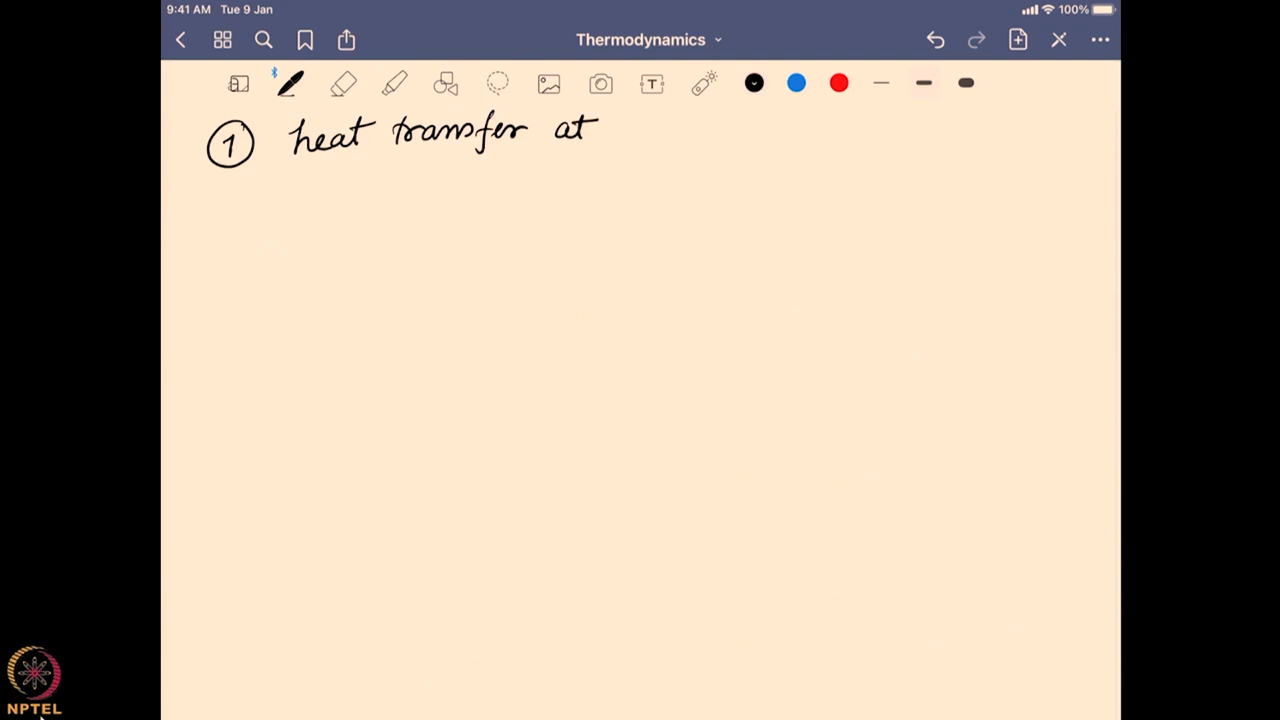 9:41 AM Tue 9 Jan 100%
Thermodynamics
T
1 heat transfer at
NPTEL